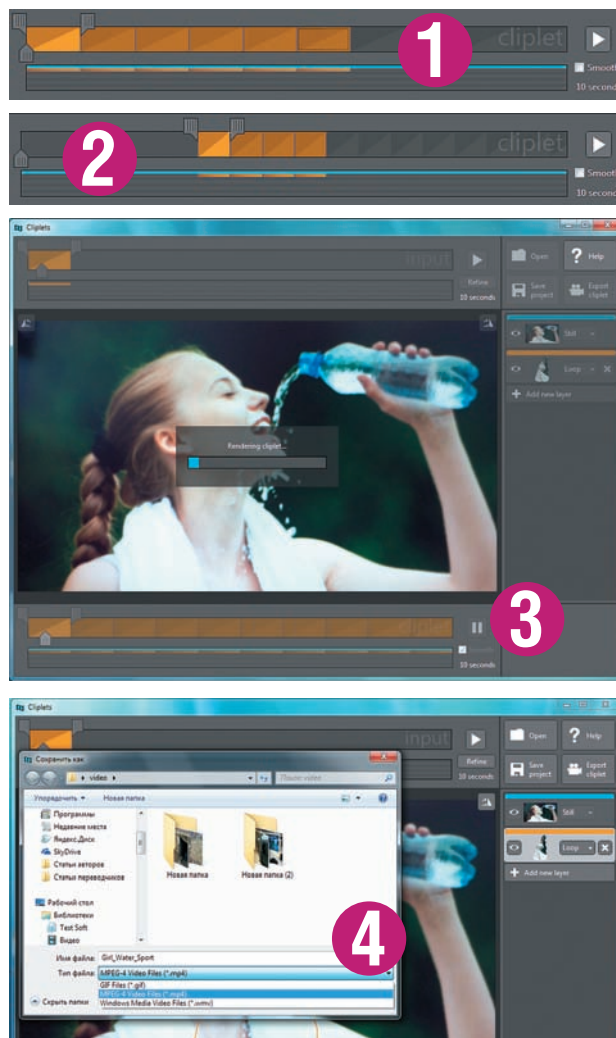 cliplet
1
Smooth
10 seconds
cliplet
2
Smooth
10 seconds
Cliplets
input
Open
? Help
Refine
10 seconds
Save project
Export cliplet
Still
Loop
+ Add new layer
Rendering cliplet...
cliplet
3
10 seconds
Cliplets
input
Open
? Help
Refine
10 seconds
Save project
Export cliplet
Still
Loop
+ Add new layer
Сохранить как
video
Поиск: video
Упорядочить
Новая папка
Программы
Недавние места
Яндекс.Диск
SkyDrive
Статьи авторов
Статьи переводчиков
Рабочий стол
Библиотеки
Test Soft
Видео
Новая папка
Новая папка (2)
4
Имя файла: Girl_Water_Sport
Тип файла: MPEG-4 Video Files (*.mp4)
GIF Files (*.gif)
MPEG-4 Video Files (*.mp4)
Windows Media Video Files (*.wmv)
Скрыть папки